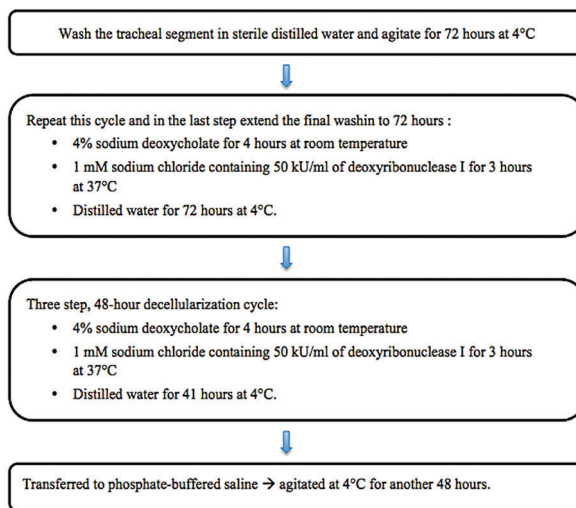 Wash the tracheal segment in sterile distilled water and agitate for 72 hours at 4°C
Repeat this cycle and in the last step extend the final washin to 72 hours :
• 4% sodium deoxycholate for 4 hours at room temperature
• 1 mM sodium chloride containing 50 kU/ml of deoxyribonuclease I for 3 hours
at 37°C
• Distilled water for 72 hours at 4°C.
Three step, 48-hour decellularization cycle:
• 4% sodium deoxycholate for 4 hours at room temperature
• 1 mM sodium chloride containing 50 kU/ml of deoxyribonuclease I for 3 hours
at 37°C
• Distilled water for 41 hours at 4°C.
Transferred to phosphate-buffered saline → agitated at 4°C for another 48 hours.